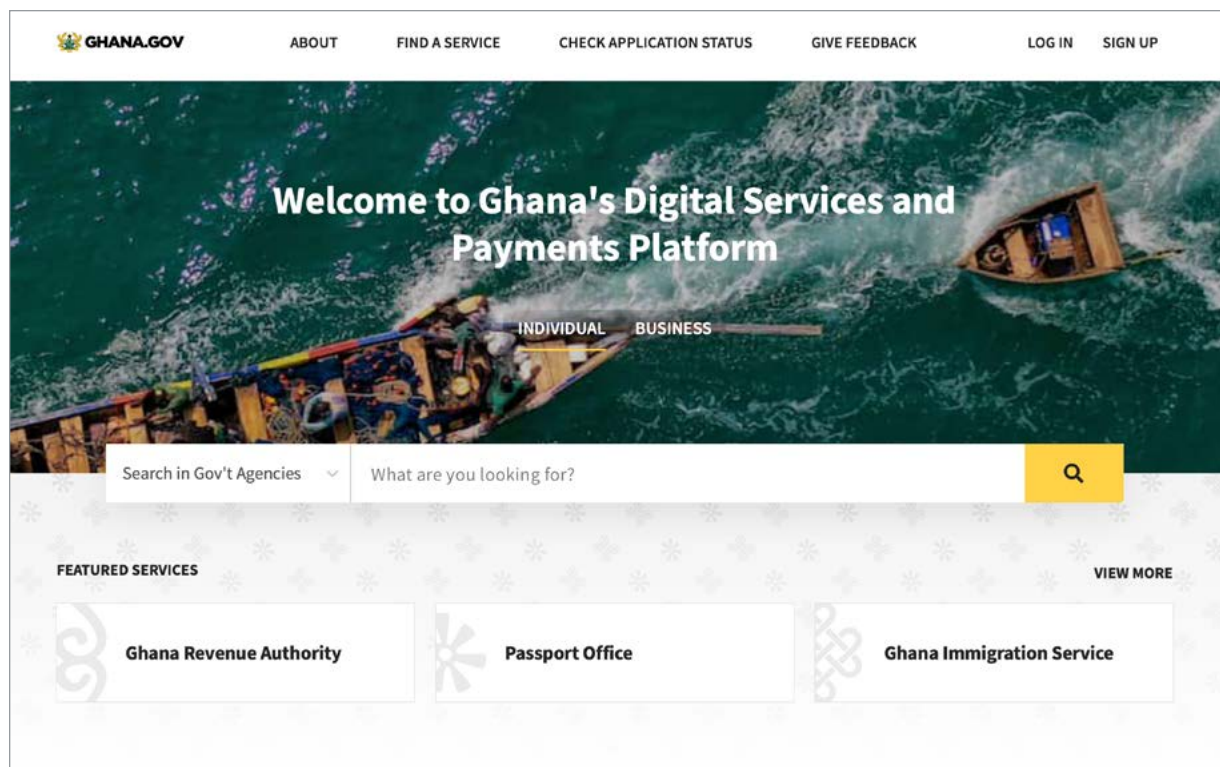 GHANA.GOV ABOUT FIND A SERVICE CHECK APPLICATION STATUS GIVE FEEDBACK LOG IN SIGN UP
Welcome to Ghana's Digital Services and
Payments Platform
INDIVIDUAL BUSINESS
Search in Gov't Agencies What are you looking for?
FEATURED SERVICES VIEW MORE
Ghana Revenue Authority Passport Office Ghana Immigration Service